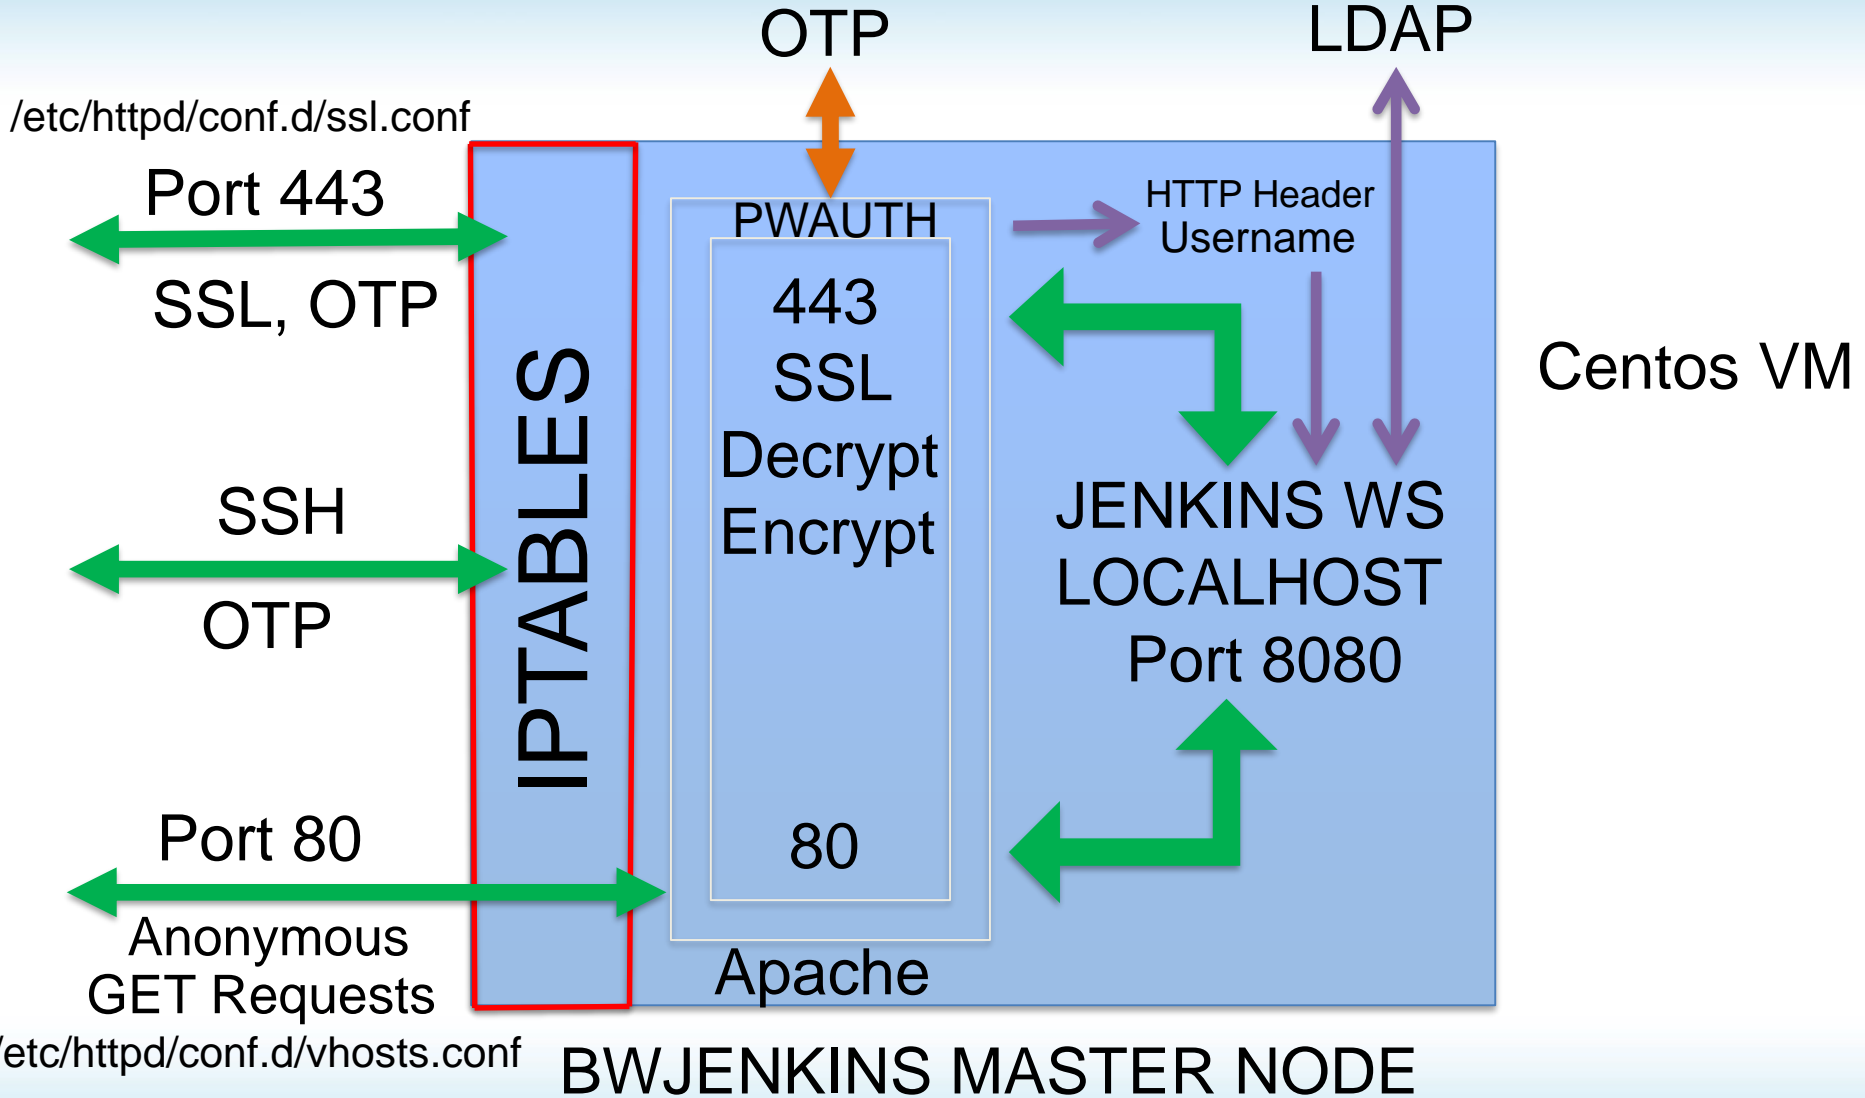 OTP
LDAP
/etc/httpd/conf.d/ssl.conf
Port 443
SSL, OTP
SSH
OTP
Port 80
Anonymous
GET Requests
/etc/httpd/conf.d/vhosts.conf
IPTABLES
PWAUTH
443
SSL
Decrypt
Encrypt
80
Apache
HTTP Header
Username
JENKINS WS
LOCALHOST
Port 8080
Centos VM
BWJENKINS MASTER NODE